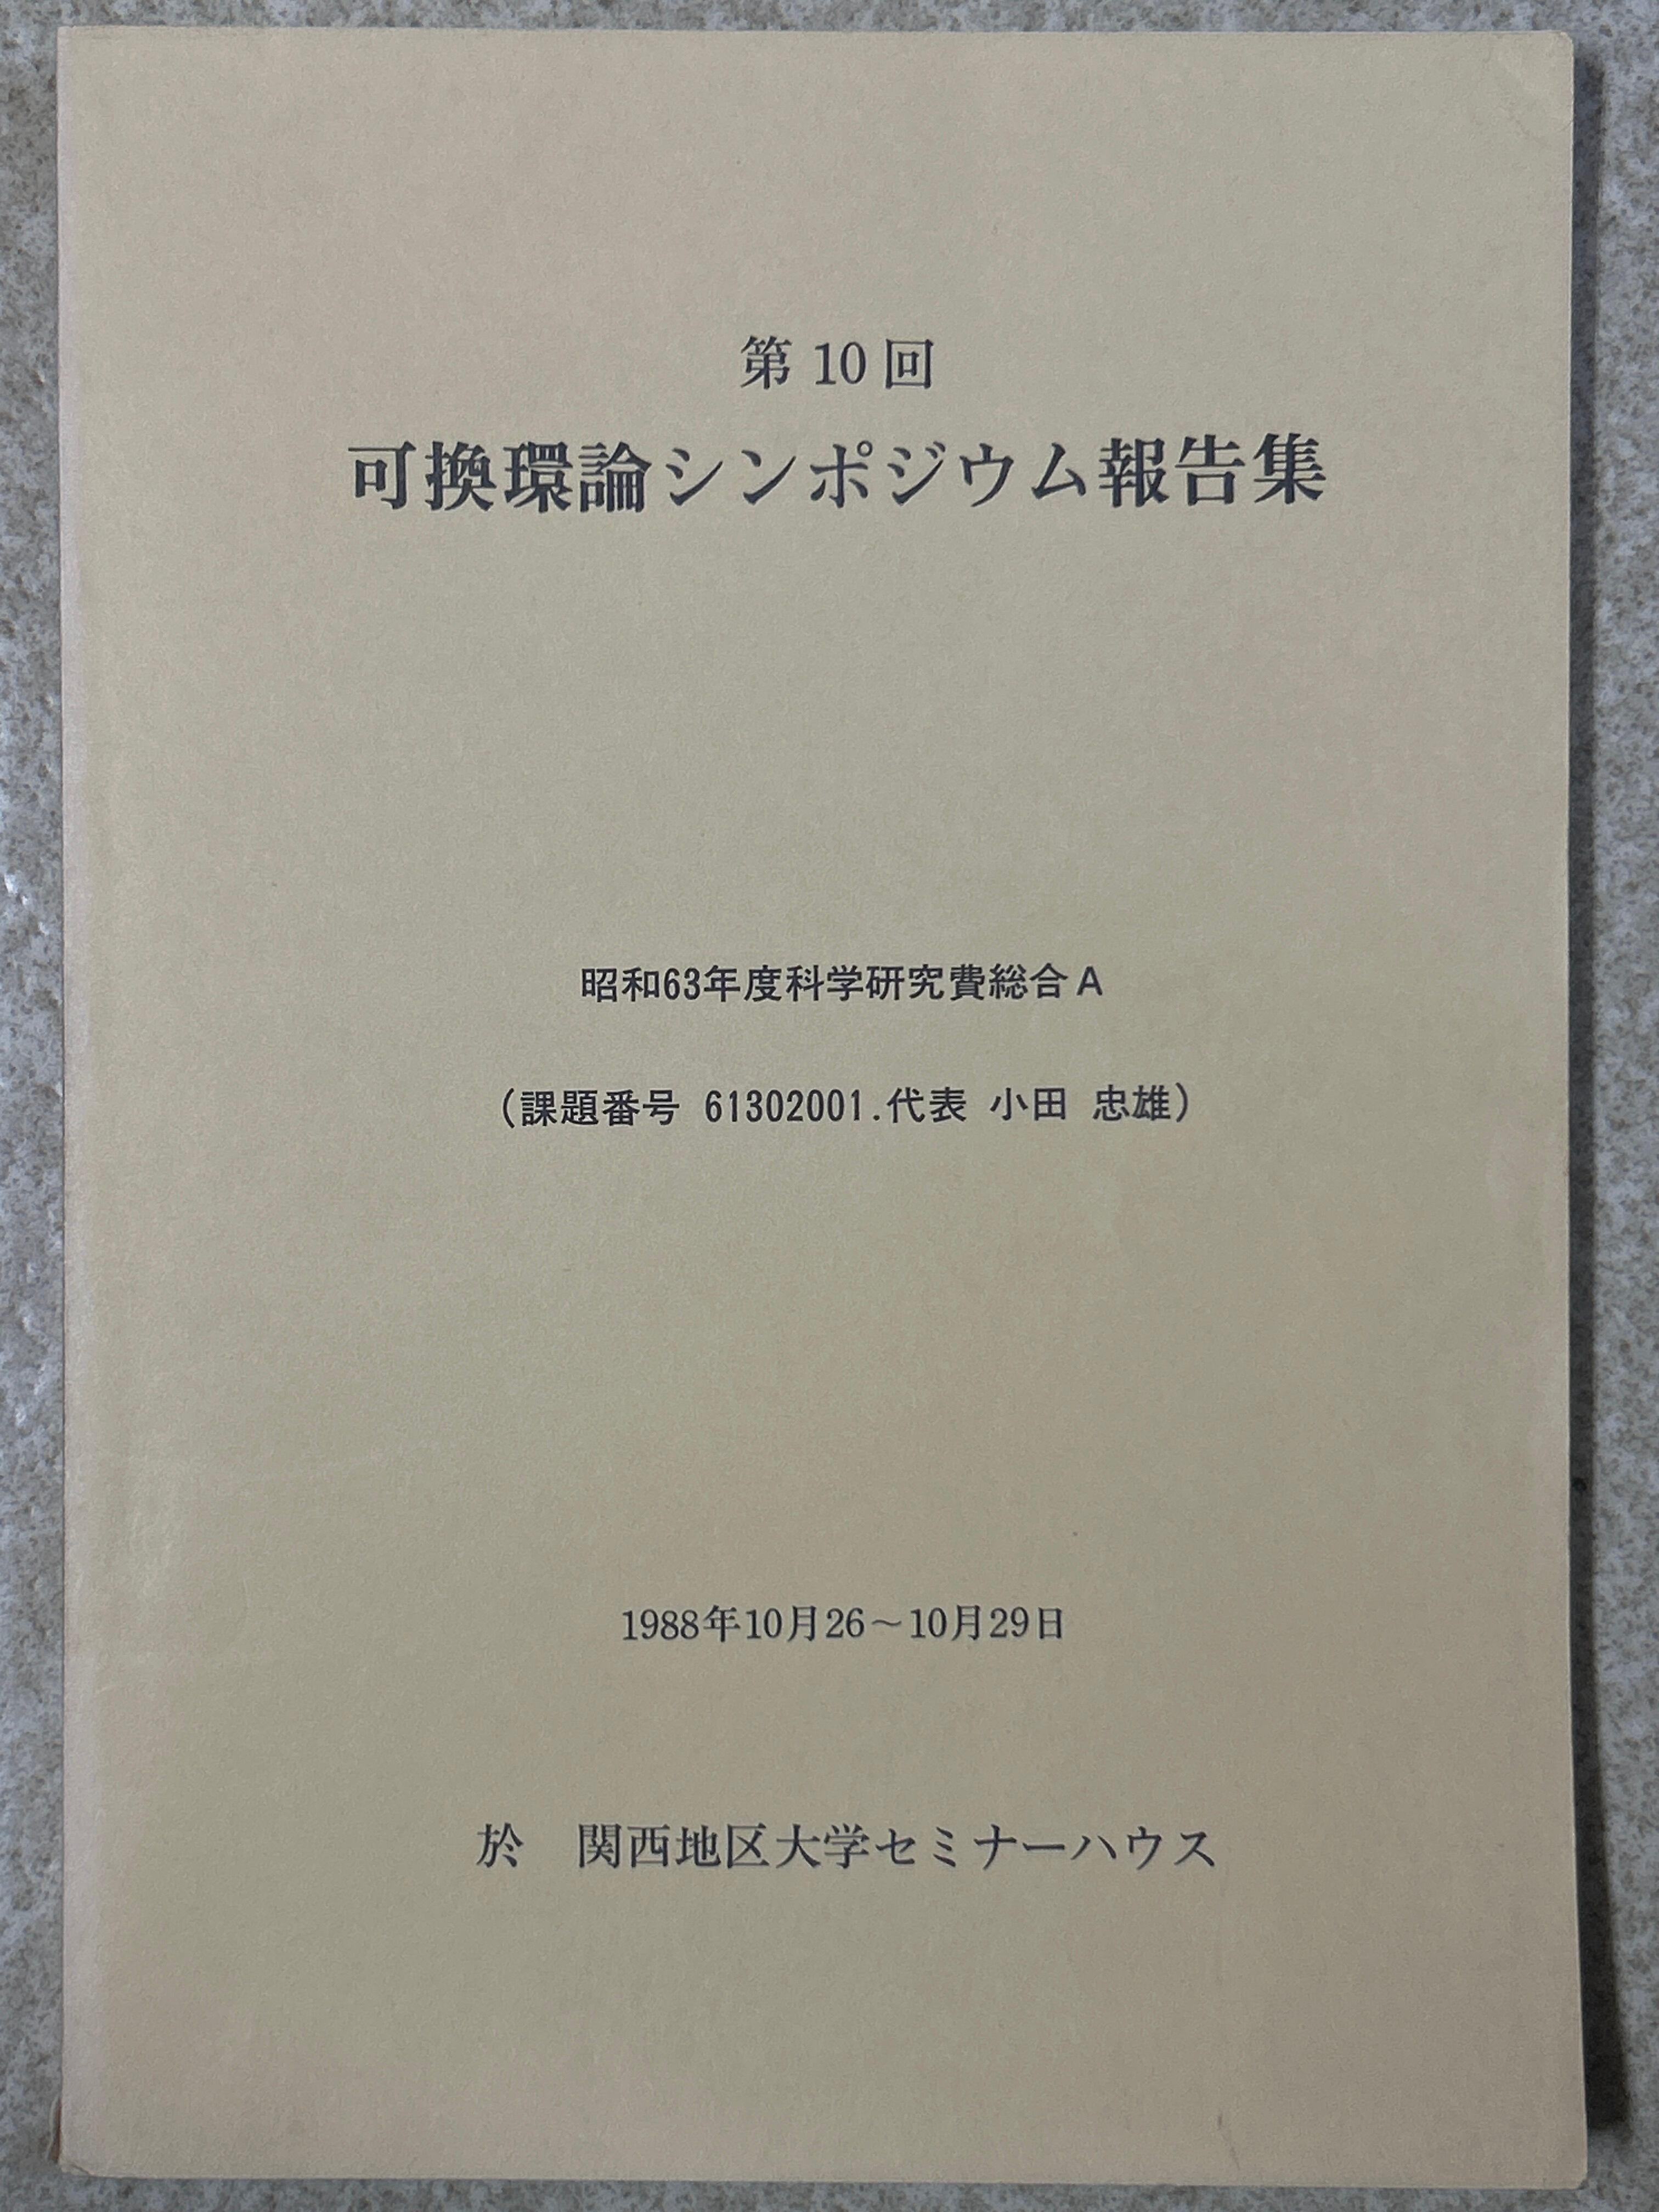 第 10 回
可換環論シンポジウム報告集
昭和63年度科学研究費総合A
(課題番号 61302001.代表 小田 忠雄)
1988年10月26～10月29日
於 関西地区大学セミナーハウス